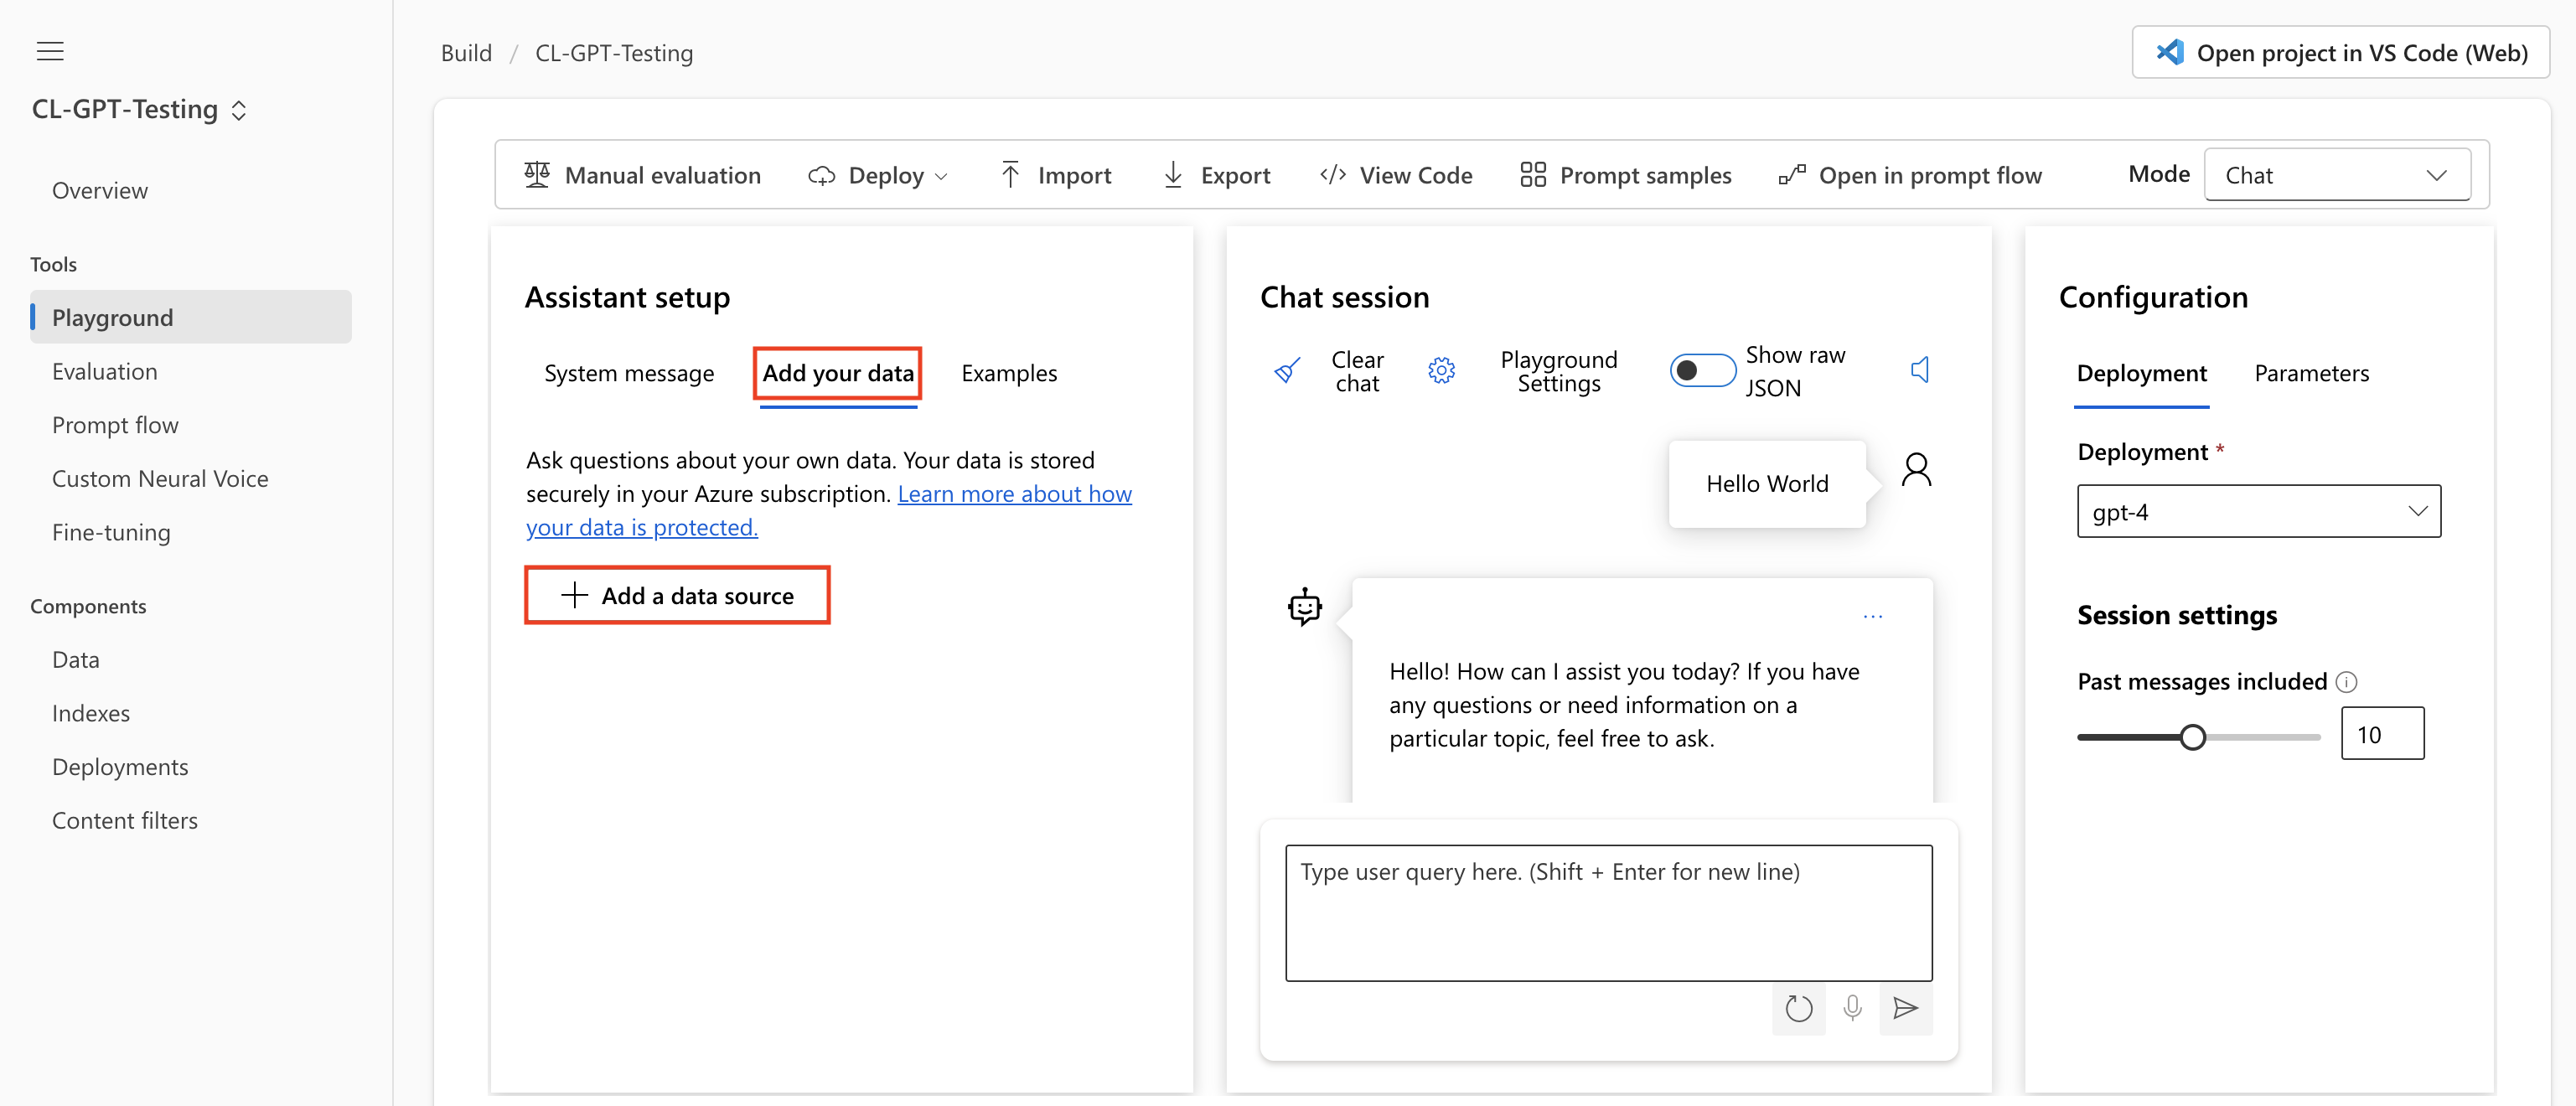 CL-GPT-Testing
Overview
Tools
Playground
Evaluation
Prompt flow
Custom Neural Voice
Fine-tuning
Components
Data
Indexes
Deployments
Content filters
Build / CL-GPT-Testing
Open project in VS Code (Web)
Manual evaluation
Deploy
Import
Export
View Code
Prompt samples
Open in prompt flow
Mode
Chat
Assistant setup
System message
Add your data
Examples
Ask questions about your own data. Your data is stored
securely in your Azure subscription. Learn more about how
your data is protected.
Add a data source
Chat session
Clear
chat
Playground
Settings
Show raw
JSON
Hello World
Hello! How can I assist you today? If you have
any questions or need information on a
particular topic, feel free to ask.
Type user query here. (Shift + Enter for new line)
Configuration
Deployment
Parameters
Deployment *
gpt-4
Session settings
Past messages included
10